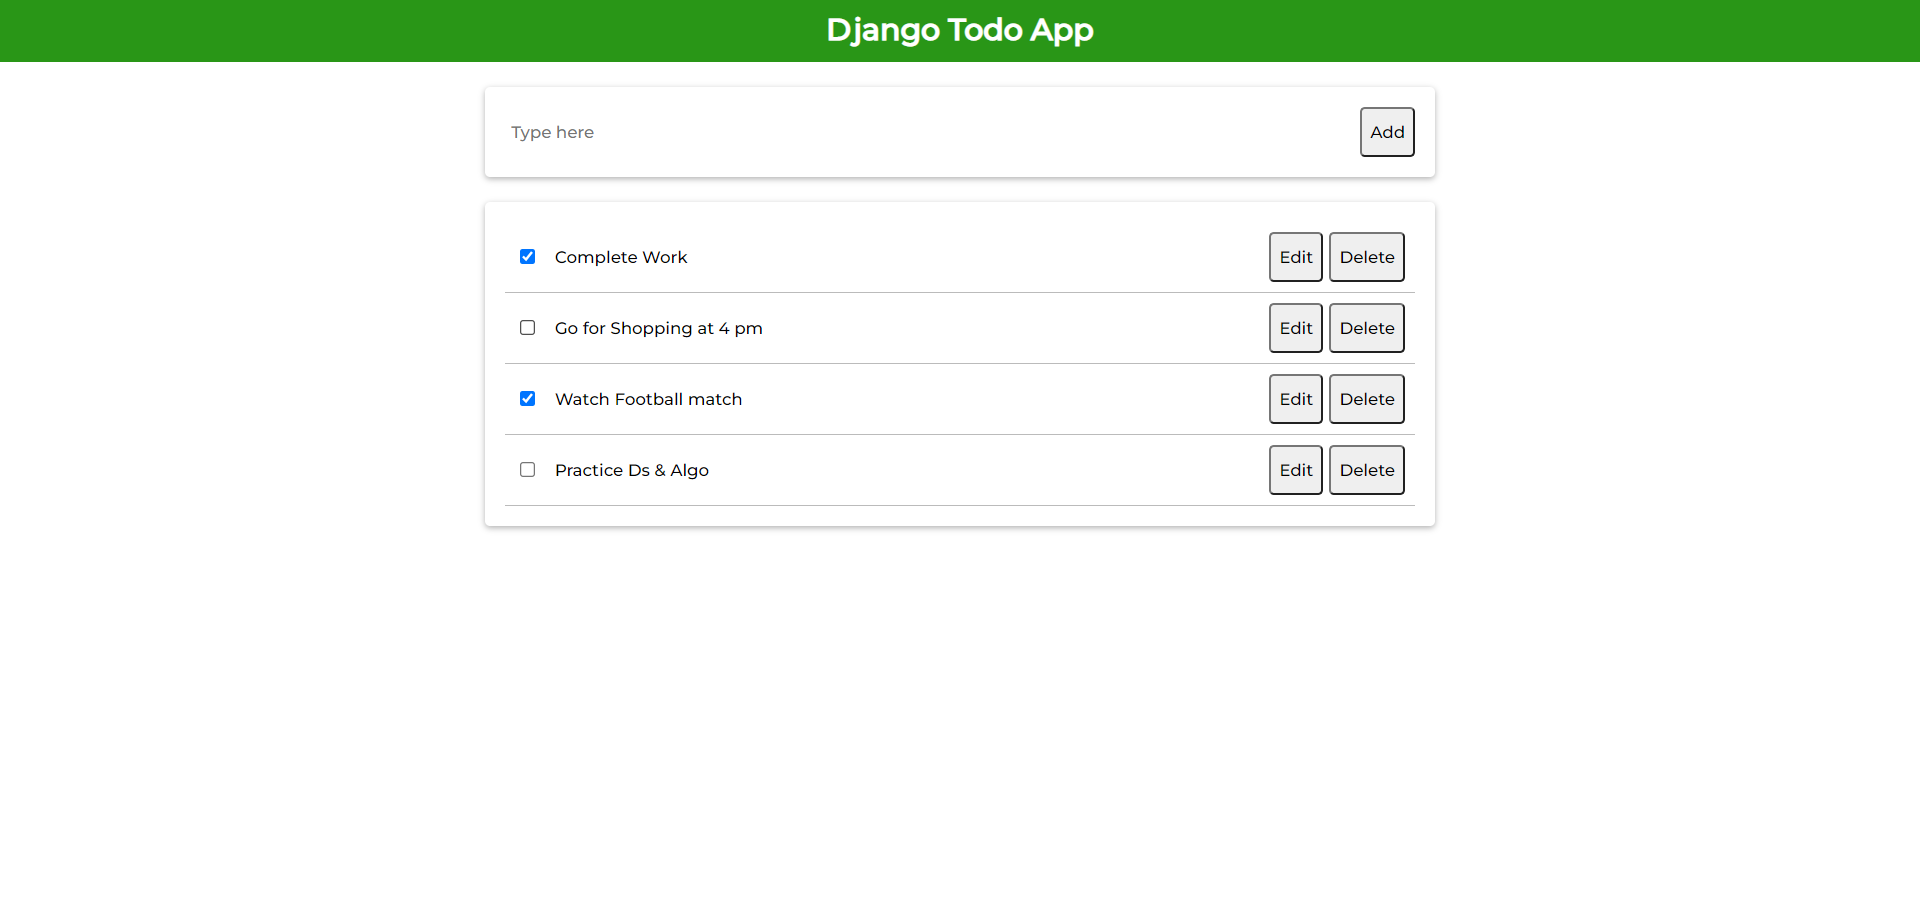 Django Todo App
Type here Add
Complete Work Edit Delete
Go for Shopping at 4 pm Edit Delete
Watch Football match Edit Delete
Practice Ds & Algo Edit Delete